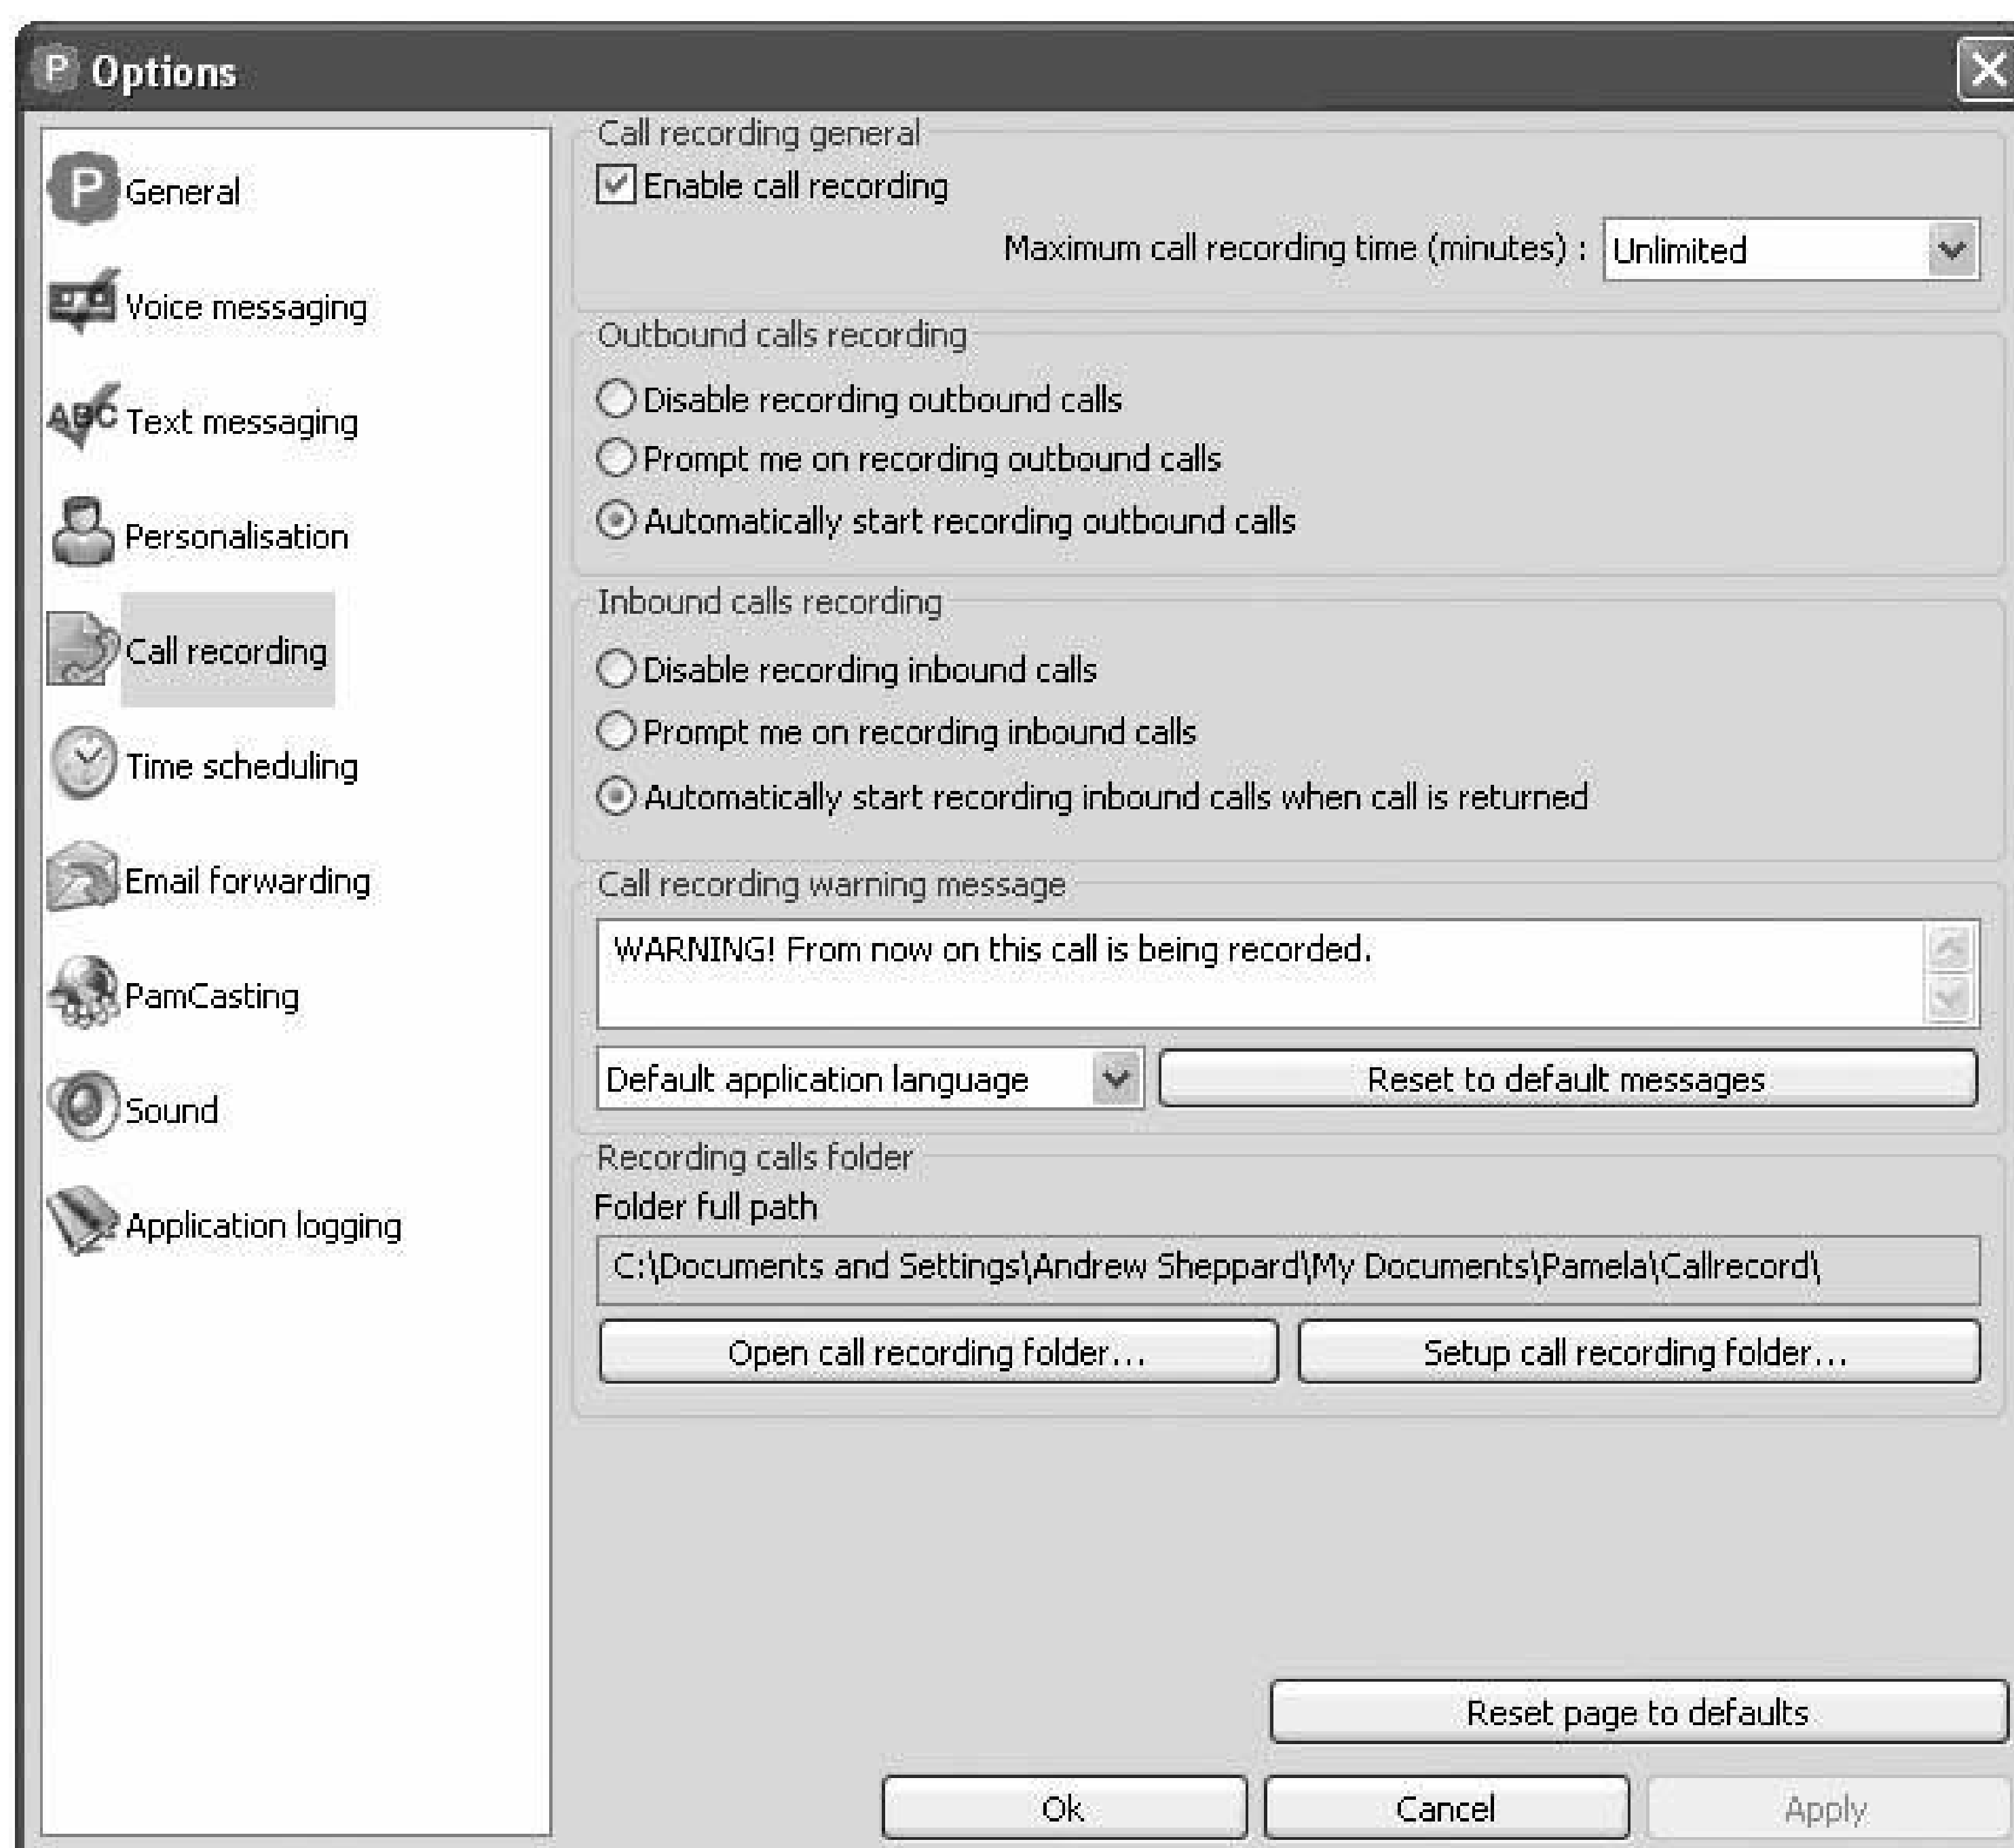 P Options
P General
Voice messaging
ABC Text messaging
Personalisation
Call recording
Time scheduling
Email forwarding
PamCasting
Sound
Application logging
Call recording general
Enable call recording
Maximum call recording time (minutes) : Unlimited
Outbound calls recording
Disable recording outbound calls
Prompt me on recording outbound calls
Automatically start recording outbound calls
Inbound calls recording
Disable recording inbound calls
Prompt me on recording inbound calls
Automatically start recording inbound calls when call is returned
Call recording warning message
WARNING! From now on this call is being recorded.
Default application language Reset to default messages
Recording calls folder
Folder full path
C:\Documents and Settings\Andrew Sheppard\My Documents\Pamela\Callrecord\
Open call recording folder... Setup call recording folder...
Reset page to defaults
Ok Cancel Apply